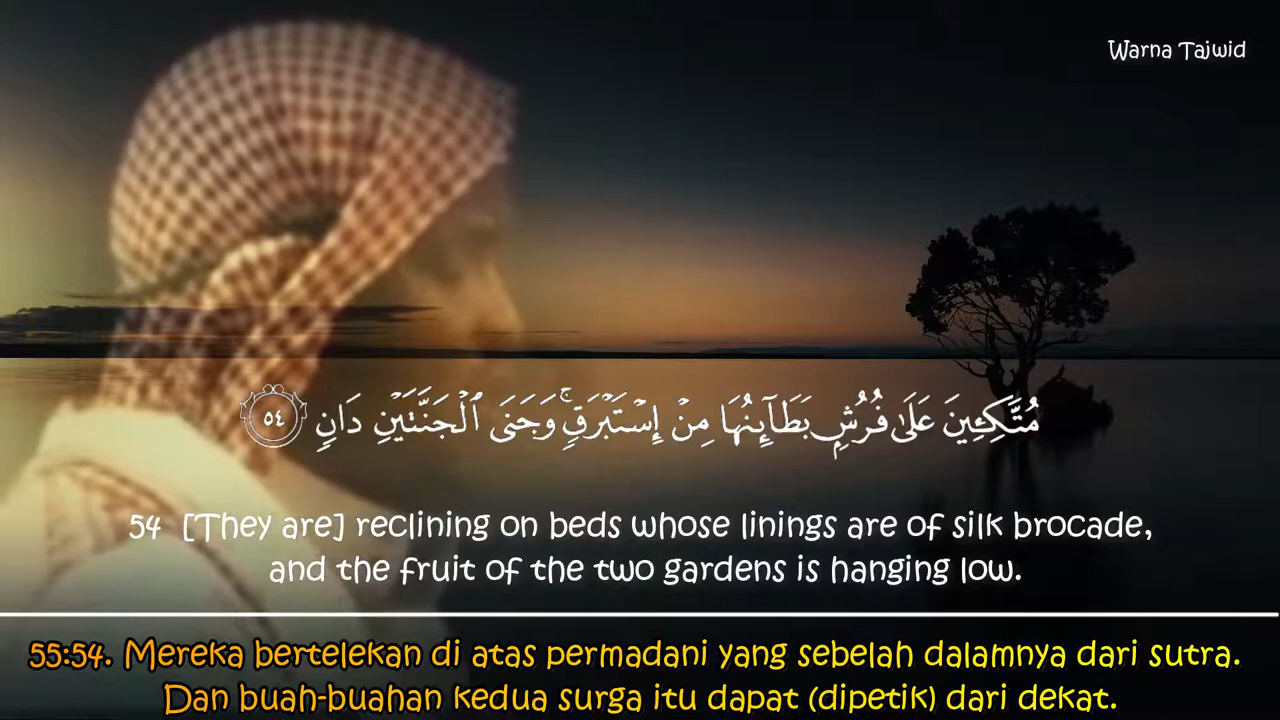 Warna Tajwid
مُتَّكِـِٔينَ عَلَىٰ فُرُشٍۭ بَطَآئِنُهَا مِنْ إِسْتَبْرَقٍۢ ۚ وَجَنَى ٱلْجَنَّتَيْنِ دَانٍۢ ٥٤
54 [They are] reclining on beds whose linings are of silk brocade,
and the fruit of the two gardens is hanging low.
55:54. Mereka bertelekan di atas permadani yang sebelah dalamnya dari sutra.
Dan buah-buahan kedua surga itu dapat (dipetik) dari dekat.